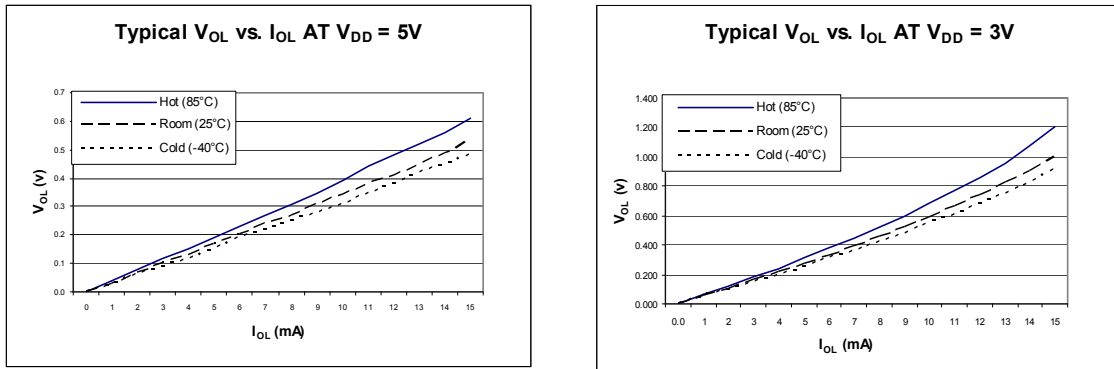 Typical VOL vs. IOL AT VDD = 5V
0.7
0.6
0.5
0.4
0.3
0.2
0.1
0.0
VOL (v)
Hot (85°C)
Room (25°C)
Cold (-40°C)
0 1 2 3 4 5 6 7 8 9 10 11 12 13 14 15
IOL (mA)
Typical VOL vs. IOL AT VDD = 3V
1.400
1.200
1.000
0.800
0.600
0.400
0.200
0.000
VOL (v)
Hot (85°C)
Room (25°C)
Cold (-40°C)
0.0 1 2 3 4 5 6 7 8 9 10 11 12 13 14 15
IOL (mA)